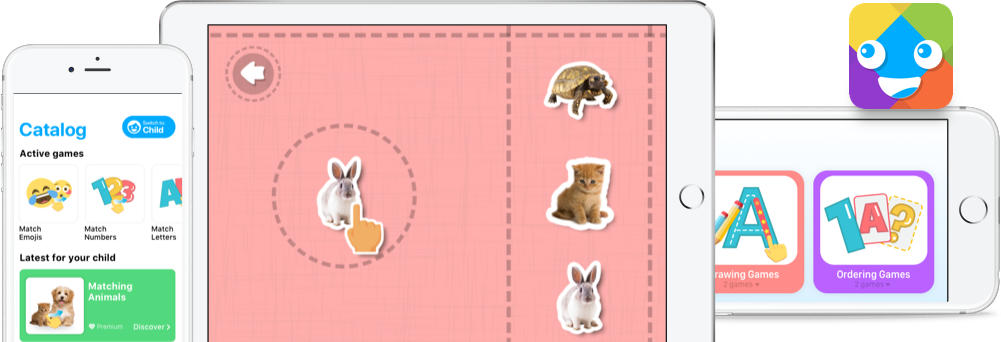 Catalog
Switch to
Child
Active games
Match
Emojis
Match
Numbers
Match
Letters
Latest for your child
Matching
Animals
Premium
Discover >
rawing Games
2 games
Ordering Games
2 games